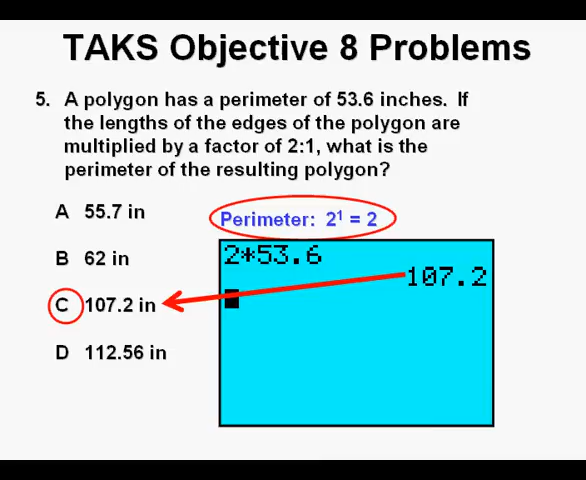 TAKS Objective 8 Problems
5. A polygon has a perimeter of 53.6 inches. If
the lengths of the edges of the polygon are
multiplied by a factor of 2:1, what is the
perimeter of the resulting polygon?
A 55.7 in
Perimeter: 2¹ = 2
B 62 in
2*53.6
107.2
C 107.2 in
D 112.56 in